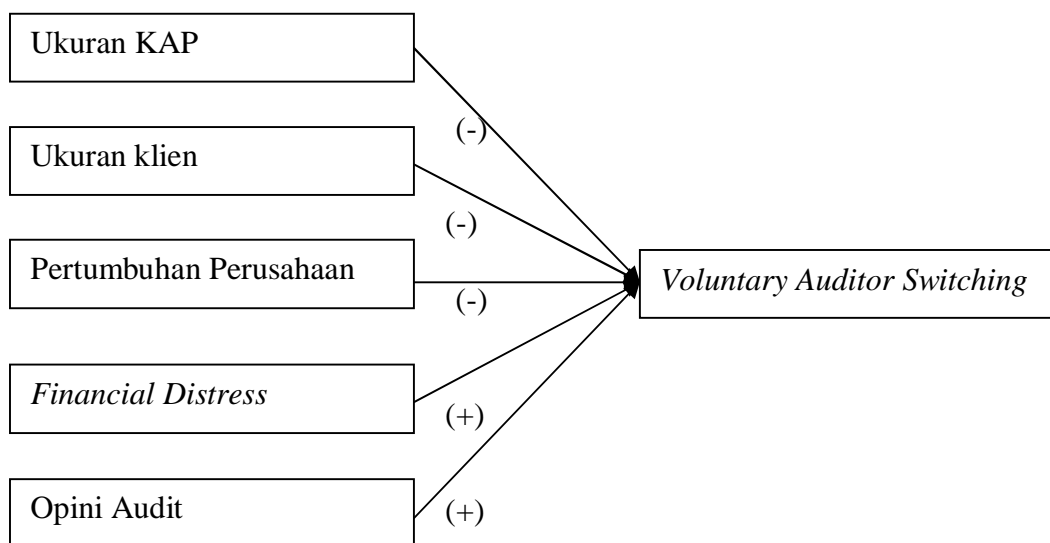 Ukuran KAP
(-)
Ukuran klien
(-)
Pertumbuhan Perusahaan
(-)
Voluntary Auditor Switching
Financial Distress
(+)
Opini Audit
(+)